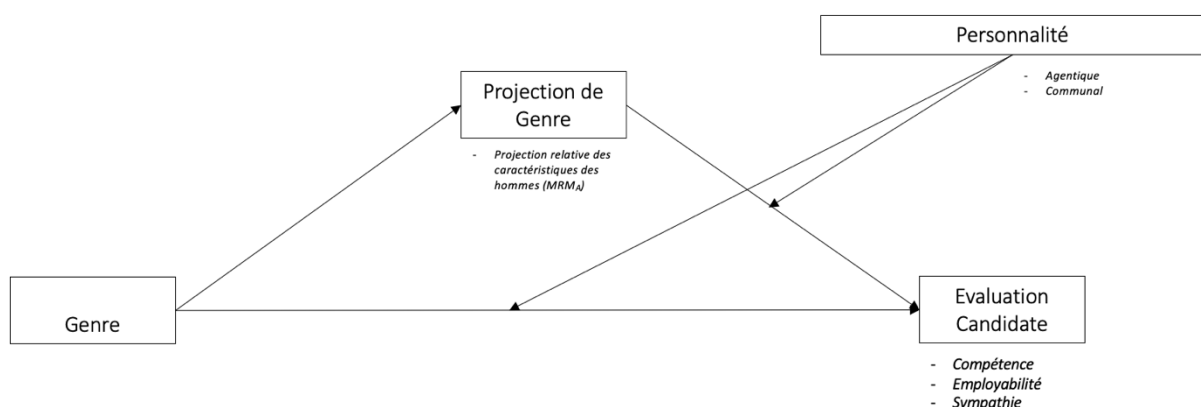 Personnalité
- Agentique
- Communal
Projection de
Genre
- Projection relative des
caractéristiques des
hommes (MRMA)
Genre
Evaluation
Candidate
- Compétence
- Employabilité
- Sympathie